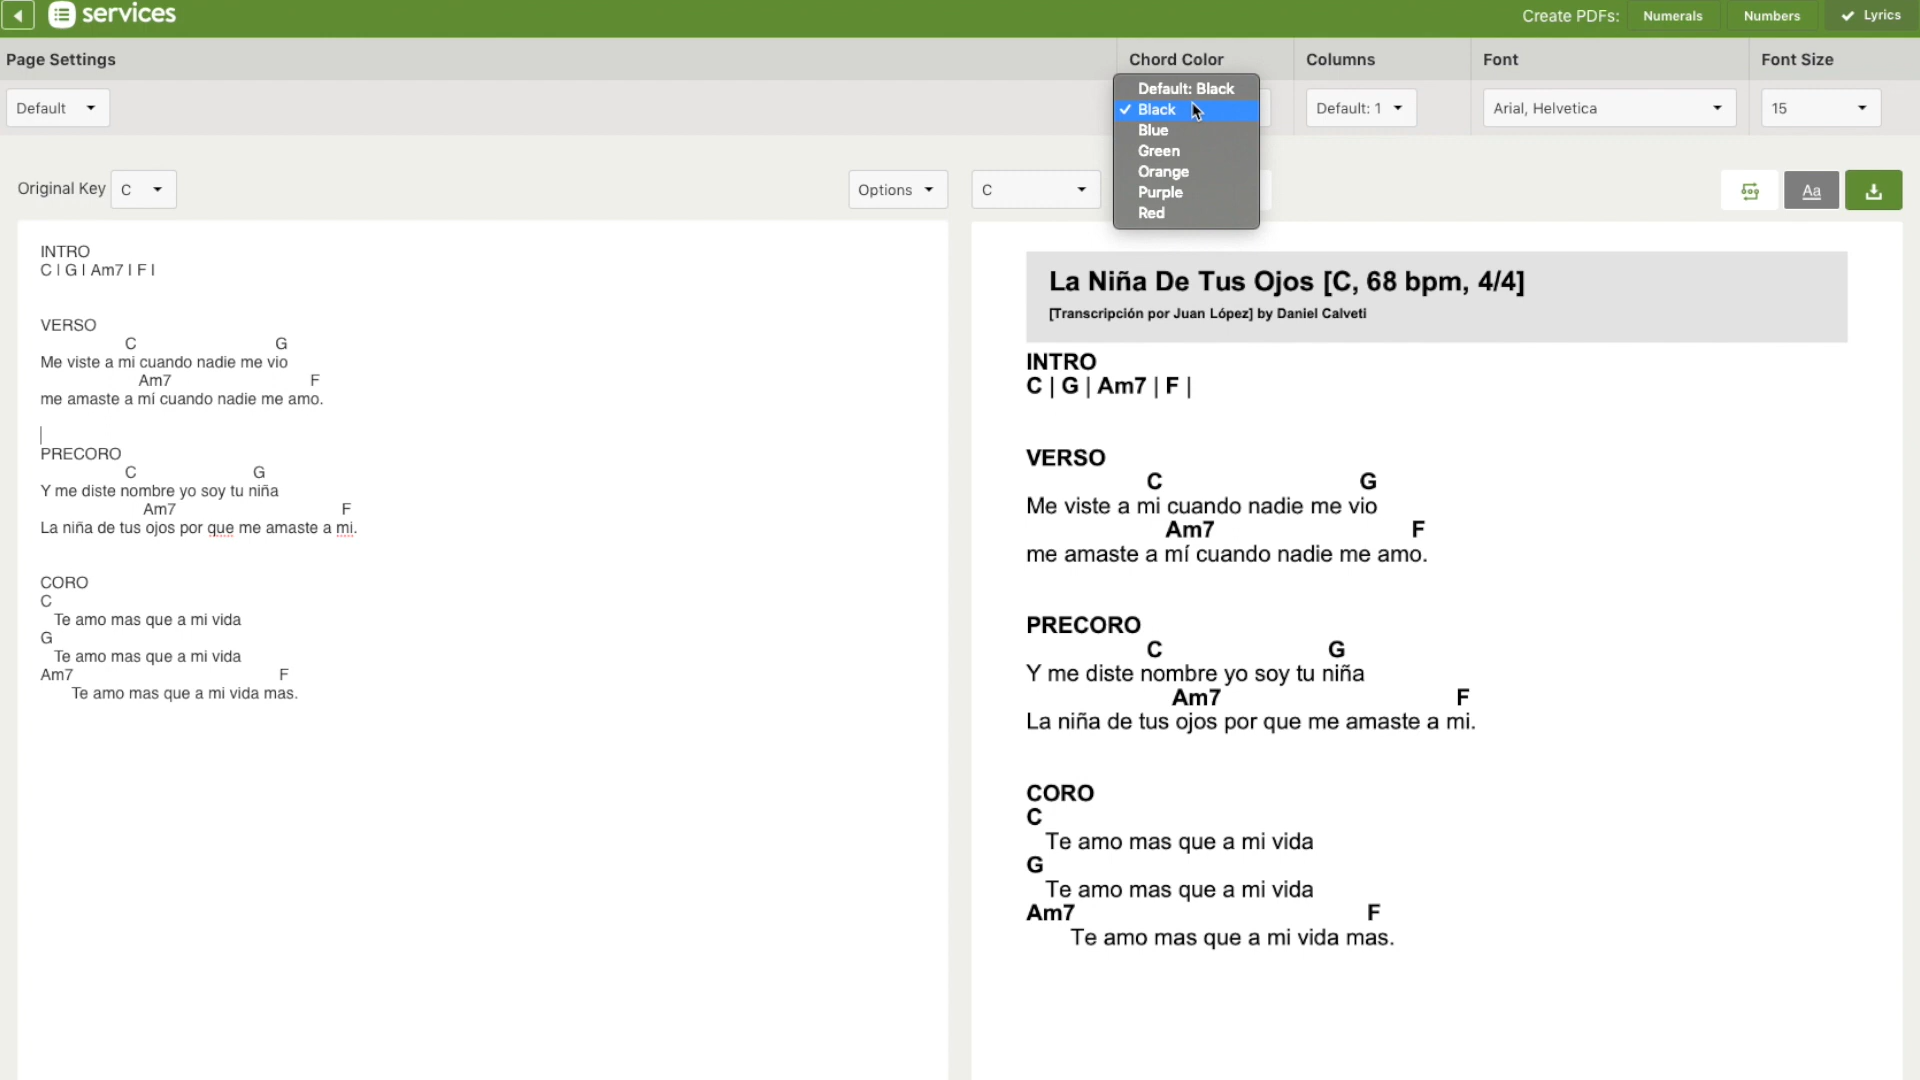 services
Create PDFs: Numerals Numbers Lyrics
Page Settings Chord Color Columns Font Font Size
Default Default: 1 Arial, Helvetica 15
Default: Black
Black
Blue
Green
Orange
Purple
Red
Original Key C Options C Aa
INTRO
C | G | Am7 | F |
VERSO
C G
Me viste a mi cuando nadie me vio
Am7 F
me amaste a mí cuando nadie me amo.
PRECORO
C G
Y me diste nombre yo soy tu niña
Am7 F
La niña de tus ojos por que me amaste a mi.
CORO
C
Te amo mas que a mi vida
G
Te amo mas que a mi vida
Am7 F
Te amo mas que a mi vida mas.
La Niña De Tus Ojos [C, 68 bpm, 4/4]
[Transcripción por Juan López] by Daniel Calveti
INTRO
C | G | Am7 | F |
VERSO
C G
Me viste a mi cuando nadie me vio
Am7 F
me amaste a mí cuando nadie me amo.
PRECORO
C G
Y me diste nombre yo soy tu niña
Am7 F
La niña de tus ojos por que me amaste a mi.
CORO
C
Te amo mas que a mi vida
G
Te amo mas que a mi vida
Am7 F
Te amo mas que a mi vida mas.